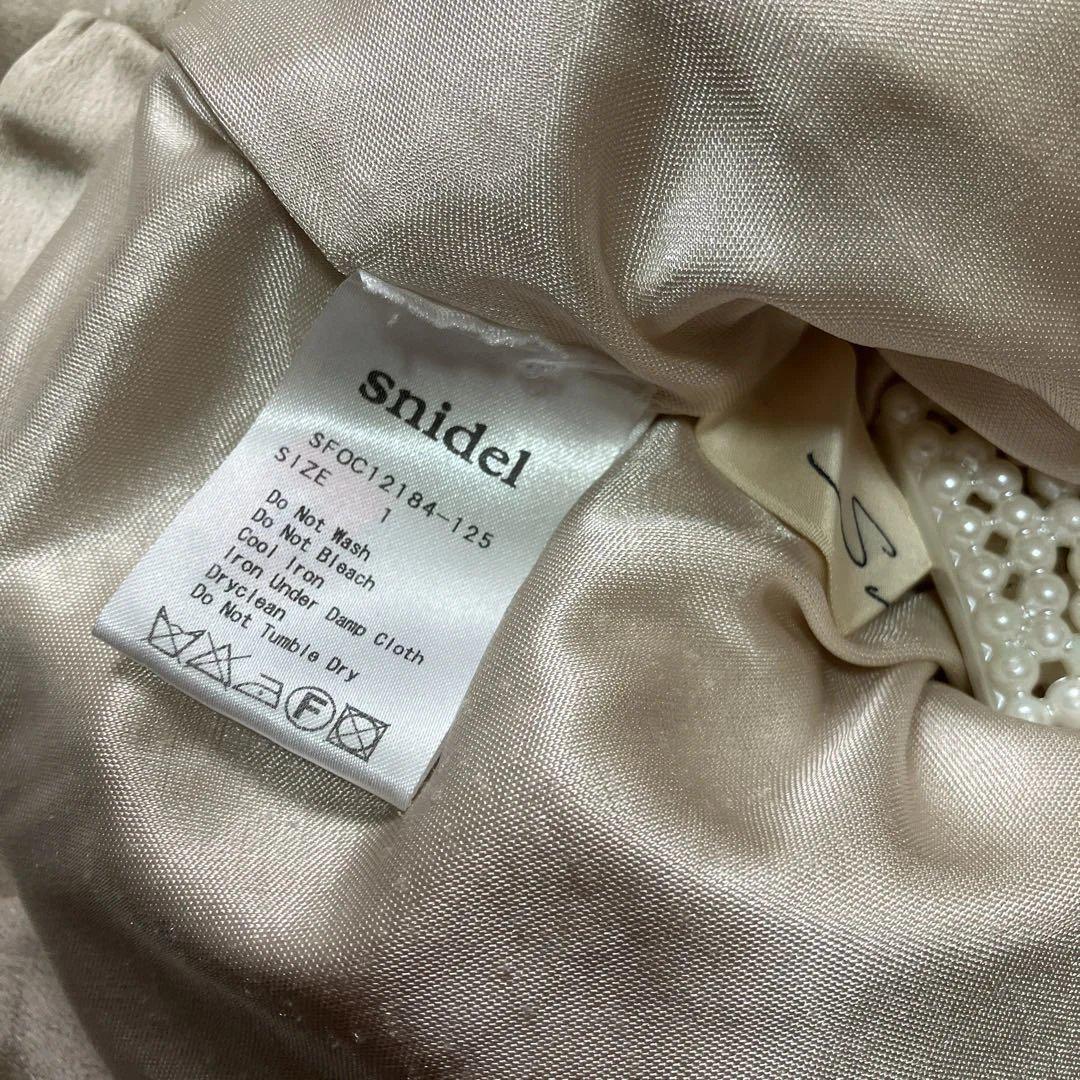 snidel
SFOC12184-125
SIZE 1
Do Not Wash
Do Not Bleach
Cool Iron
Iron Under Damp Cloth
Dryclean
Do Not Tumble Dry
F